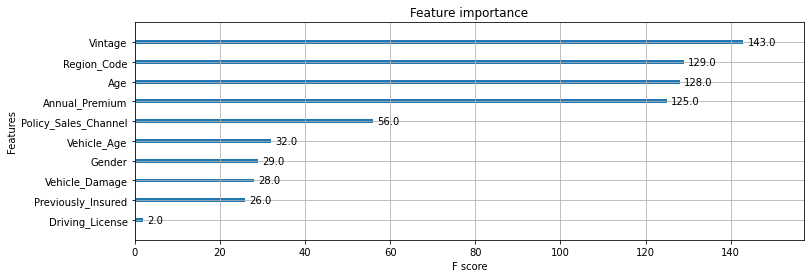 Feature importance
Features
Vintage 143.0
Region_Code 129.0
Age 128.0
Annual_Premium 125.0
Policy_Sales_Channel 56.0
Vehicle_Age 32.0
Gender 29.0
Vehicle_Damage 28.0
Previously_Insured 26.0
Driving_License 2.0
0 20 40 60 80 100 120 140
F score